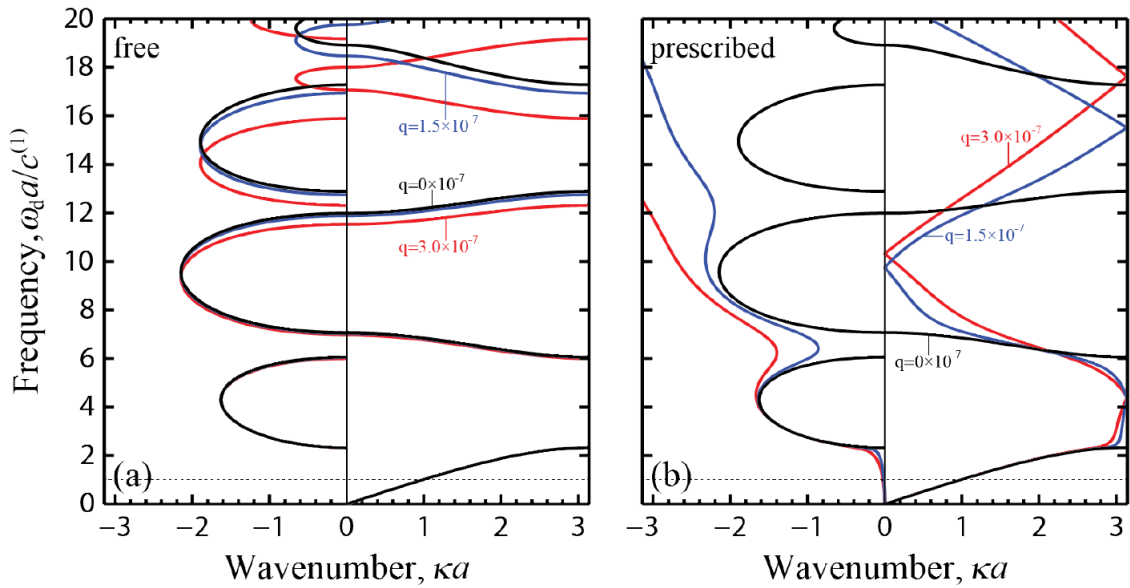 Frequency, ω_d a/c^(1)
20
18
16
14
12
10
8
6
4
2
0
free
q=1.5×10^7
q=0×10^-7
q=3.0×10^-7
(a)
−3 −2 −1 0 1 2 3
Wavenumber, κa
prescribed
q=3.0×10^-7
q=1.5×10^-7
q=0×10^7
(b)
−3 −2 −1 0 1 2 3
Wavenumber, κa